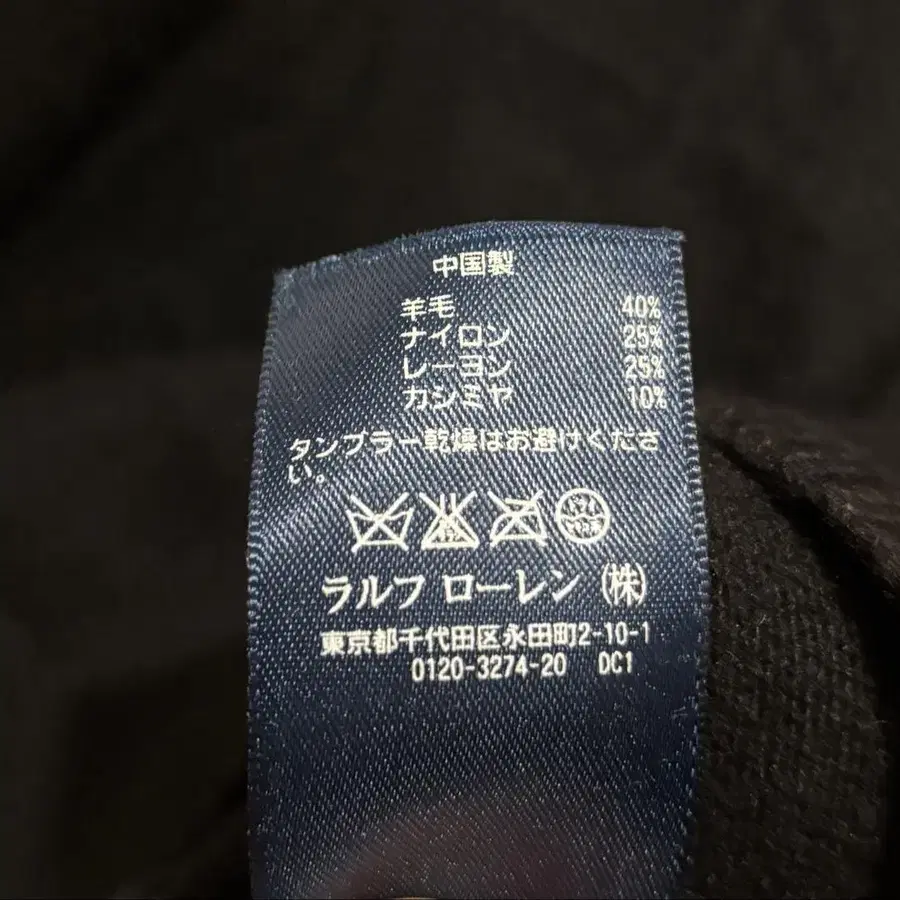 中国製
羊毛 40%
ナイロン 25%
レーヨン 25%
カシミヤ 10%
タンブラー乾燥はお避けくださ
い。
ドライ
ラルフ ローレン (株)
東京都千代田区永田町2-10-1
0120-3274-20 DC1